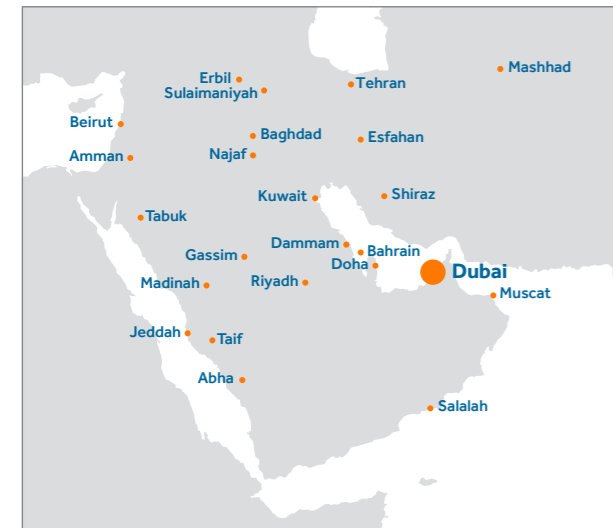 Mashhad
Erbil
Tehran
Sulaimaniyah
Beirut
Baghdad
Esfahan
Najaf
Amman
Kuwait
Shiraz
Tabuk
Dammam
Bahrain
Gassim
Doha
Dubai
Madinah
Riyadh
Muscat
Jeddah
Taif
Abha
Salalah